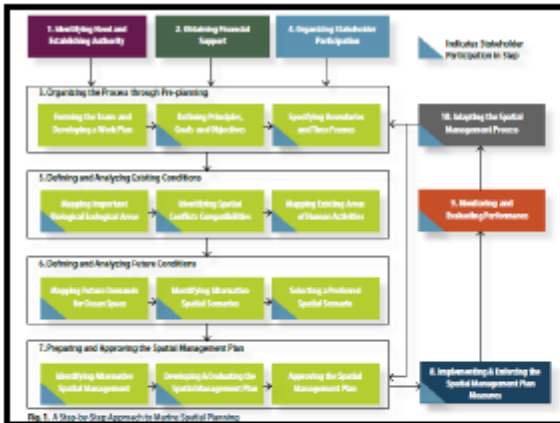 1. Identifying Need and
Establishing Authority
2. Obtaining Financial
Support
4. Organizing Stakeholder
Participation
Indicates Stakeholder
Participation in Step
3. Organizing the Process through Pre-planning
Forming the Team and
Developing a Work Plan
Defining Principles,
Goals and Objectives
Specifying Boundaries
and Time Frames
10. Adapting the Spatial
Management Process
5. Defining and Analyzing Existing Conditions
Mapping Important
Biological Ecological Areas
Identifying Spatial
Conflicts Compatibilities
Mapping Existing Areas
of Human Activities
9. Monitoring and
Evaluating Performance
6. Defining and Analyzing Future Conditions
Mapping Future Demands
for Ocean Space
Identifying Alternative
Spatial Scenarios
Selecting a Preferred
Spatial Scenario
7. Preparing and Approving the Spatial Management Plan
Identifying Alternative
Spatial Management
Developing & Evaluating the
Spatial Management Plan
Approving the Spatial
Management Plan
8. Implementing & Enforcing the
Spatial Management Plan
Measures
Fig. 1. A Step-by-Step Approach to Marine Spatial Planning